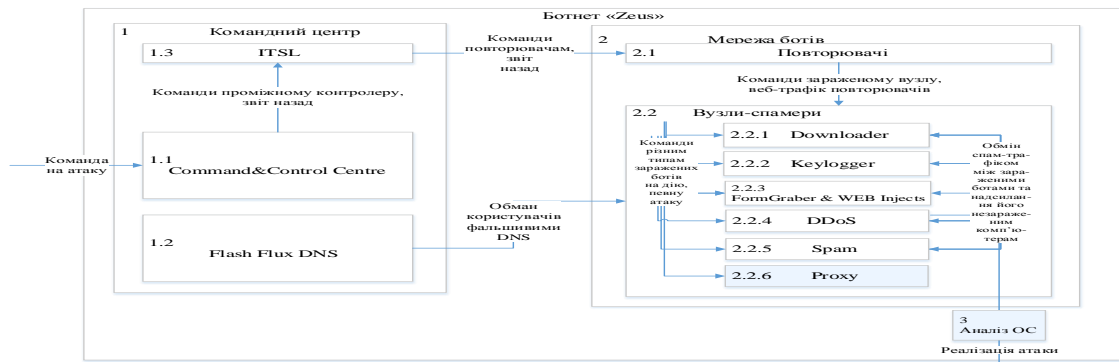 Ботнет «Zeus»
1
Командний центр
1.3
ITSL
Команди проміжному контролеру,
звіт назад
1.1
Command&Control Centre
1.2
Flash Flux DNS
Команда
на атаку
Команди
повторювачам,
звіт
назад
Обман
користувачів
фальшивими
DNS
2
Мережа ботів
2.1
Повторювачі
Команди зараженому вузлу,
веб-трафік повторювачів
2.2
Вузли-спамери
Команди
різним
типам
заражених
ботів
на дію,
певну
атаку
2.2.1
Downloader
2.2.2
Keylogger
2.2.3
FormGraber & WEB Injects
2.2.4
DDoS
2.2.5
Spam
2.2.6
Proxy
Обмін
спам-тра-
фіком
між зара-
женими
ботами та
надсилан-
ня його
незараже-
ним
комп’ю-
терам
3
Аналіз ОС
Реалізація атаки